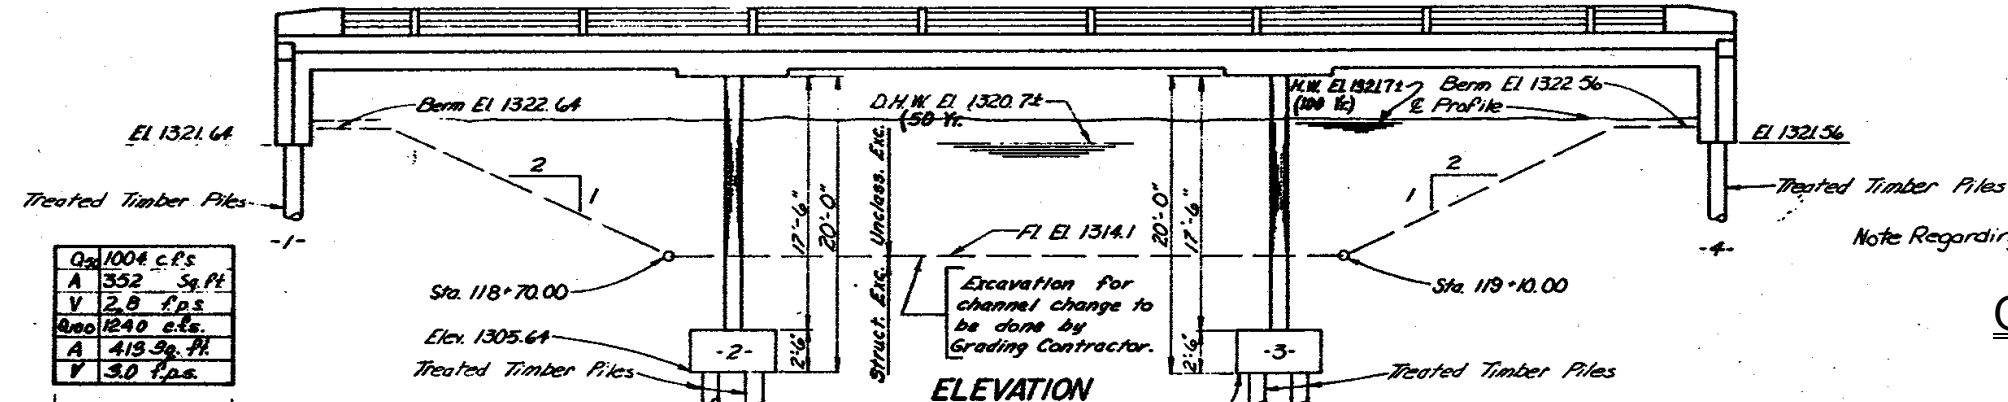 Berm El 1322.64
D.H.W. El 1320.7±
(50 Yr.
H.W. El 1321.7±
(100 Yr.)
Berm El 1322.56
℄ Profile
El. 1321.64
El 1321.56
2
1
2
1
Treated Timber Piles
Treated Timber Piles
-1-
-4-
17'-6"
20'-0"
Struct. Exc. Unclass. Exc.
20'-0"
17'-6"
Fl. El. 1314.1
Note Regardin
Q50 1004 c.f.s
A 352 Sq. ft
V 2.8 f.p.s
Q100 1240 c.f.s.
A 413 Sq. ft.
V 3.0 f.p.s.
Sta. 118+70.00
Excavation for
channel change to
be done by
Grading Contractor.
Sta. 119+10.00
Elev. 1305.64
-2-
2'-6"
2'-6"
-3-
Treated Timber Piles
Treated Timber Piles
ELEVATION